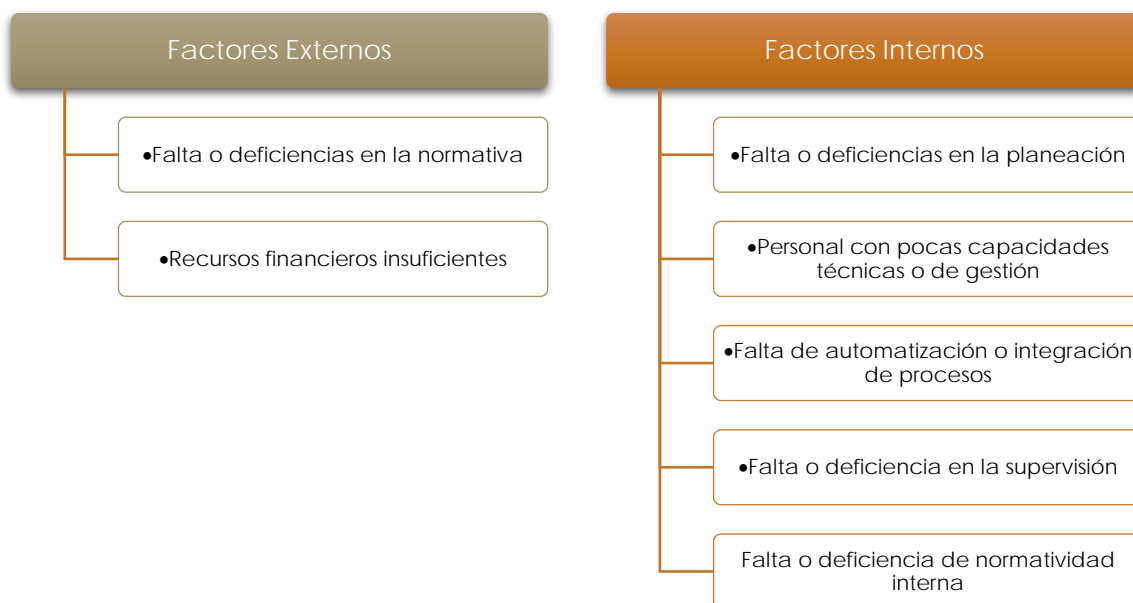 Factores Externos
•Falta o deficiencias en la normativa
•Recursos financieros insuficientes
Factores Internos
•Falta o deficiencias en la planeación
•Personal con pocas capacidades
técnicas o de gestión
•Falta de automatización o integración
de procesos
•Falta o deficiencia en la supervisión
Falta o deficiencia de normatividad
interna